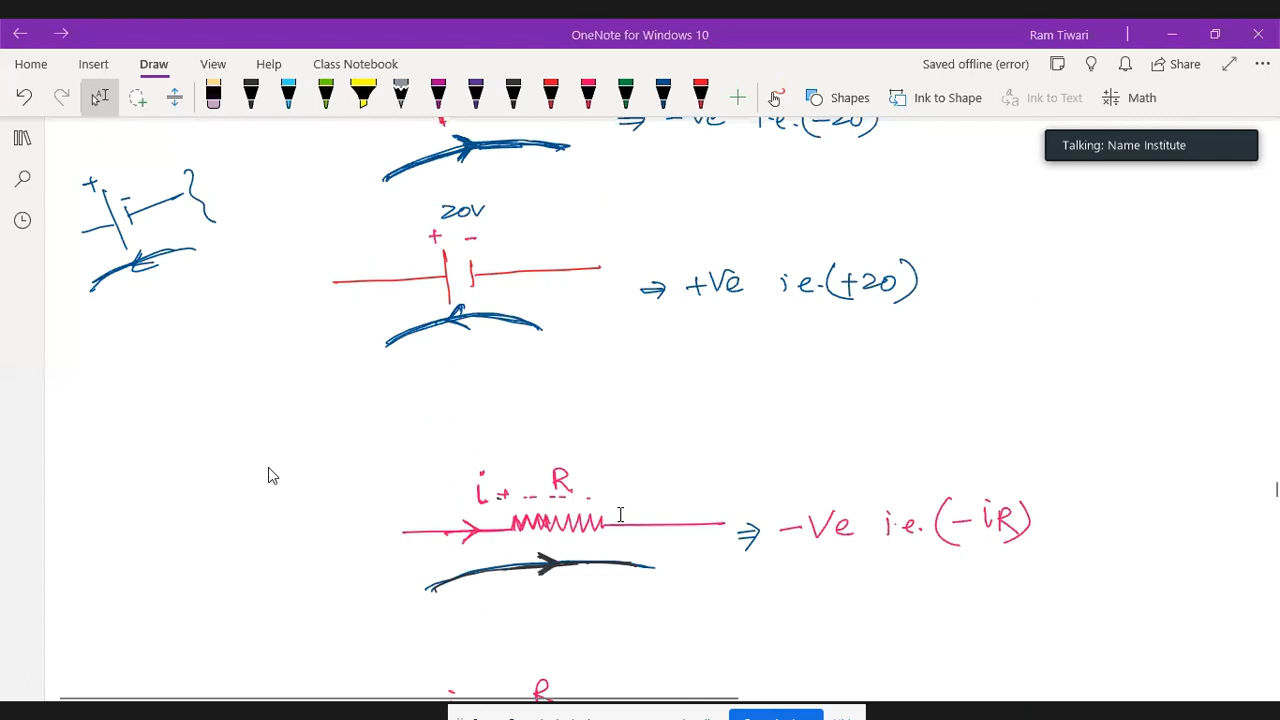 OneNote for Windows 10
Ram Tiwari
Home Insert Draw View Help Class Notebook
Saved offline (error)
Share
Shapes
Ink to Shape
Ink to Text
Math
Talking: Name Institute
⇒ -ve i.e.(-20)
+ -
20V
+ -
⇒ +Ve i.e.(+20)
i R
+ -
⇒ -Ve i.e. (-iR)
R